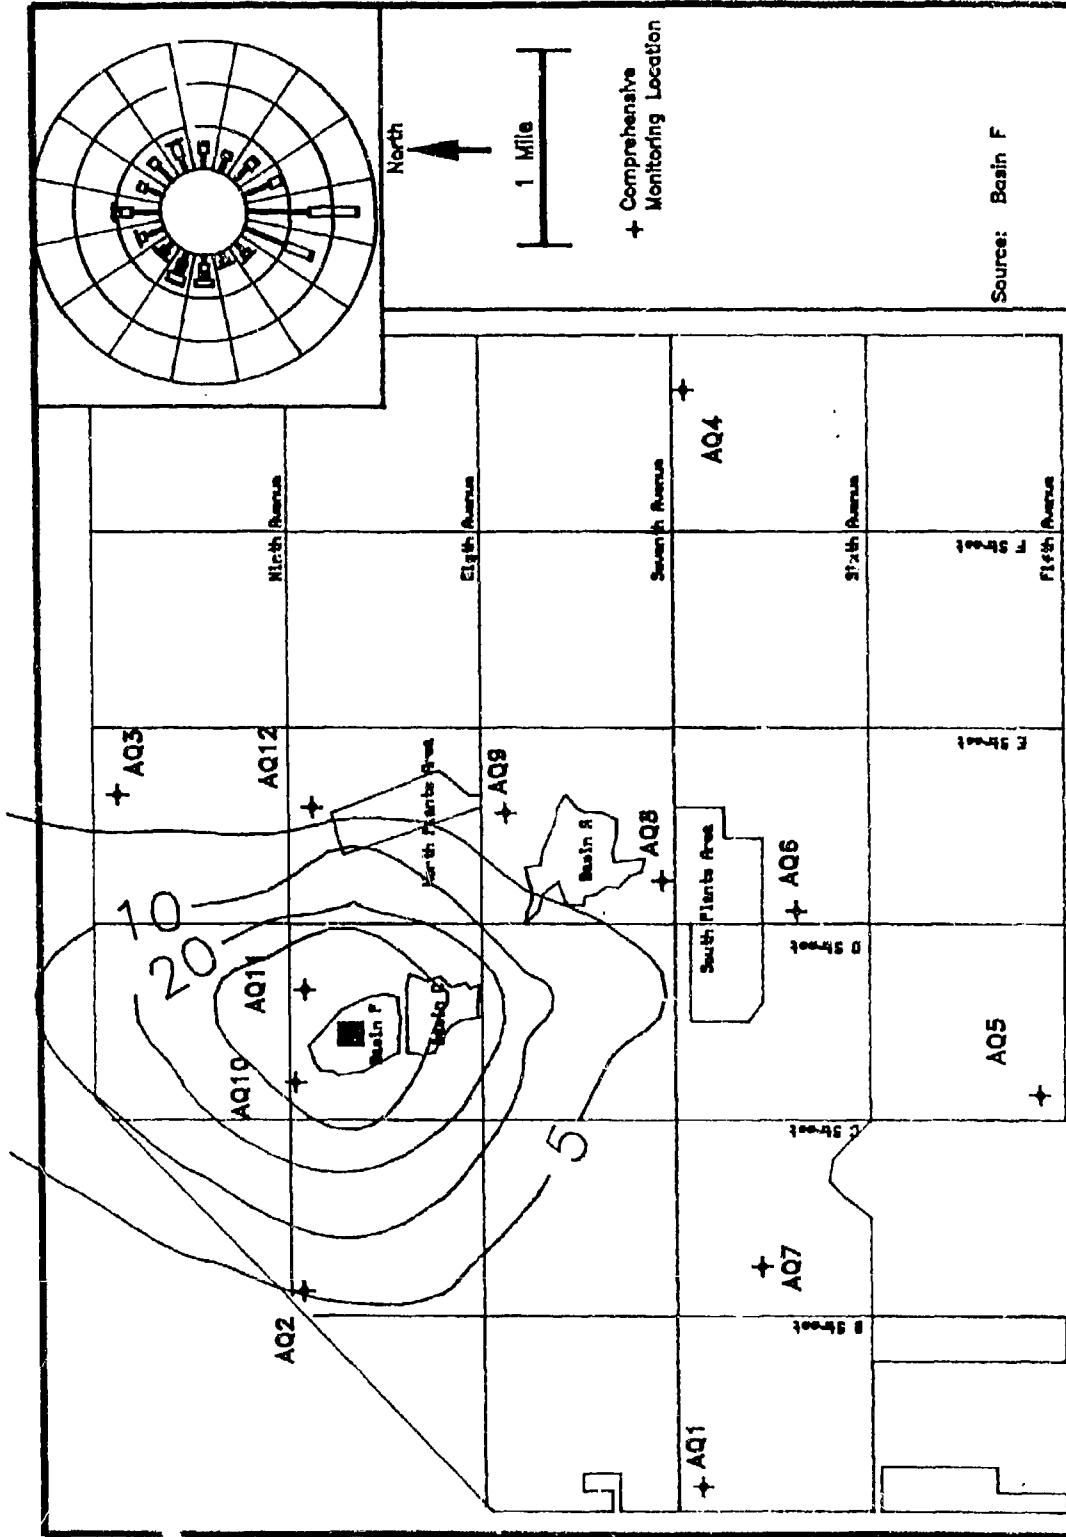 North
1 Mile
+ Comprehensive
Monitoring Location
Source: Basin F
AQ3
AQ12
10
20
AQ11
AQ10
AQ2
Ninth Avenue
North Plants Area
Basin F
Basin C
AQ9
Eigth Avenue
Basin A
AQ8
5
Seventh Avenue
AQ4
South Plants Area
AQ6
AQ7
AQ1
D Street
C Street
B Street
Sixth Avenue
E Street
F Street
AQ5
Fifth Avenue